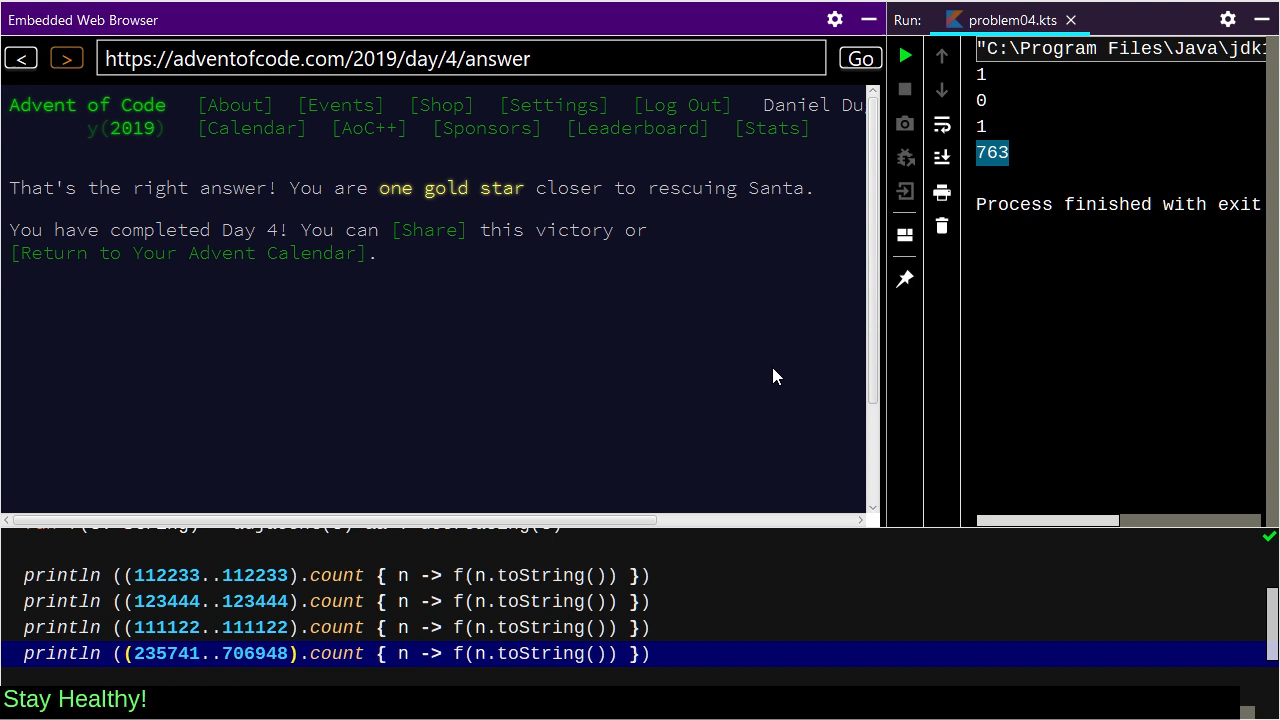 Embedded Web Browser
Run: problem04.kts
< > https://adventofcode.com/2019/day/4/answer Go
Advent of Code [About] [Events] [Shop] [Settings] [Log Out] Daniel
y(2019) [Calendar] [AoC++] [Sponsors] [Leaderboard] [Stats]
That's the right answer! You are one gold star closer to rescuing Santa.
You have completed Day 4! You can [Share] this victory or
[Return to Your Advent Calendar].
"C:\Program Files\Java\jdk1
1
0
1
763
Process finished with exit
println ((112233..112233).count { n -> f(n.toString()) })
println ((123444..123444).count { n -> f(n.toString()) })
println ((111122..111122).count { n -> f(n.toString()) })
println ((235741..706948).count { n -> f(n.toString()) })
Stay Healthy!